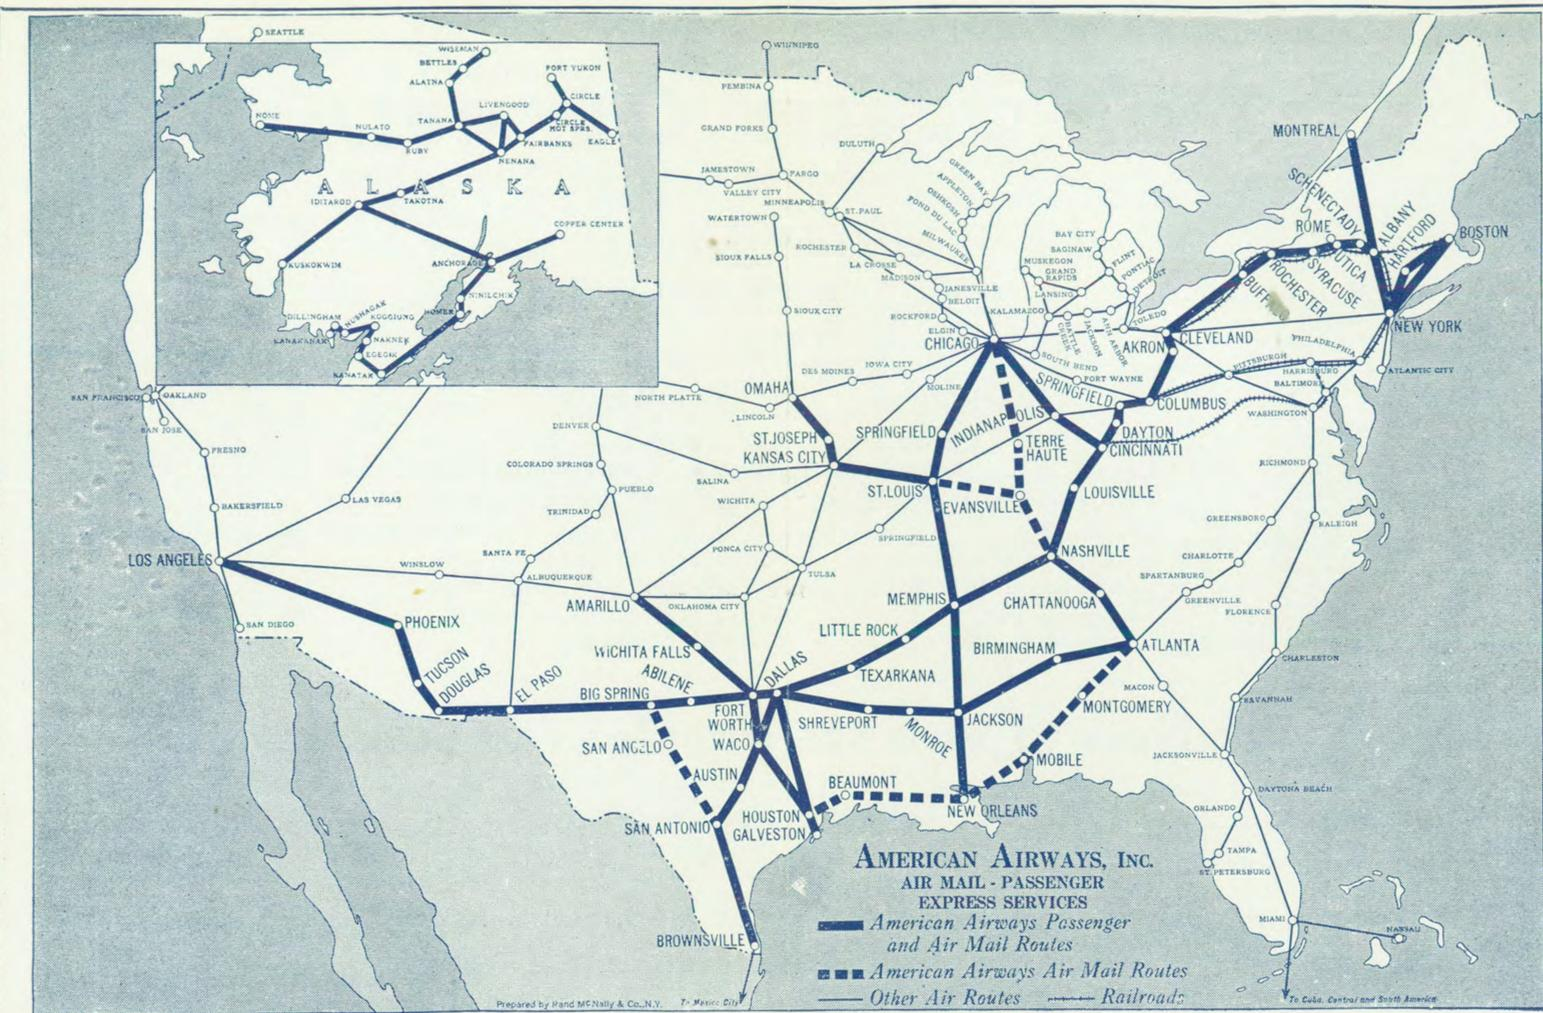 SEATTLE
WISEMAN
BETTLES
ALATNA
FORT YUKON
CIRCLE
LIVENGOOD
NOME
NULATO
TANANA
CIRCLE
HOT SPRS.
RUBY
FAIRBANKS
EAGLE
NENANA
ALASKA
IDITAROD
TAKOTNA
COPPER CENTER
KUSKOKWIM
ANCHORAGE
NINILCHIK
HOMER
DILLINGHAM
NUSHAGAK
KOGGIUNG
KANAKANAK
NAKNEK
EGEGIK
KANATAK
WINNIPEG
PEMBINA
GRAND FORKS
DULUTH
JAMESTOWN
FARGO
VALLEY CITY
MINNEAPOLIS
ST. PAUL
WATERTOWN
GREEN BAY
APPLETON
OSHKOSH
FOND DU LAC
MILWAUKEE
ROCHESTER
SIOUX FALLS
LA CROSSE
MADISON
JANESVILLE
BELOIT
SIOUX CITY
ROCKFORD
ELGIN
CHICAGO
BAY CITY
SAGINAW
FLINT
MUSKEGON
GRAND
RAPIDS
PONTIAC
LANSING
DETROIT
KALAMAZOO
BATTLE
CREEK
JACKSON
ANN ARBOR
TOLEDO
SOUTH BEND
FORT WAYNE
MONTREAL
SCHENECTADY
ALBANY
HARTFORD
BOSTON
ROME
UTICA
SYRACUSE
ROCHESTER
BUFFALO
NEW YORK
CLEVELAND
AKRON
PHILADELPHIA
PITTSBURGH
HARRISBURG
BALTIMORE
ATLANTIC CITY
WASHINGTON
COLUMBUS
SPRINGFIELD
DAYTON
CINCINNATI
INDIANAPOLIS
TERRE
HAUTE
SPRINGFIELD
DES MOINES
IOWA CITY
MOLINE
OMAHA
NORTH PLATTE
LINCOLN
ST. JOSEPH
KANSAS CITY
ST. LOUIS
EVANSVILLE
LOUISVILLE
SAN FRANCISCO
OAKLAND
SAN JOSE
FRESNO
BAKERSFIELD
LAS VEGAS
LOS ANGELES
SAN DIEGO
WINSLOW
DENVER
COLORADO SPRINGS
PUEBLO
TRINIDAD
SANTA FE
ALBUQUERQUE
SALINA
WICHITA
PONCA CITY
TULSA
SPRINGFIELD
OKLAHOMA CITY
AMARILLO
NASHVILLE
MEMPHIS
CHATTANOOGA
RICHMOND
GREENSBORO
RALEIGH
CHARLOTTE
SPARTANBURG
GREENVILLE
FLORENCE
CHARLESTON
ATLANTA
BIRMINGHAM
LITTLE ROCK
TEXARKANA
PHOENIX
TUCSON
DOUGLAS
EL PASO
WICHITA FALLS
ABILENE
BIG SPRING
DALLAS
FORT
WORTH
SHREVEPORT
MONROE
JACKSON
MACON
SAVANNAH
MONTGOMERY
MOBILE
SAN ANGELO
WACO
AUSTIN
BEAUMONT
NEW ORLEANS
HOUSTON
GALVESTON
SAN ANTONIO
BROWNSVILLE
JACKSONVILLE
DAYTONA BEACH
ORLANDO
TAMPA
ST. PETERSBURG
MIAMI
NASSAU
AMERICAN AIRWAYS, INC.
AIR MAIL - PASSENGER
EXPRESS SERVICES
American Airways Passenger
and Air Mail Routes
American Airways Air Mail Routes
Other Air Routes Railroads
Prepared by Rand McNally & Co., N.Y.
To Mexico City
To Cuba, Central and South America